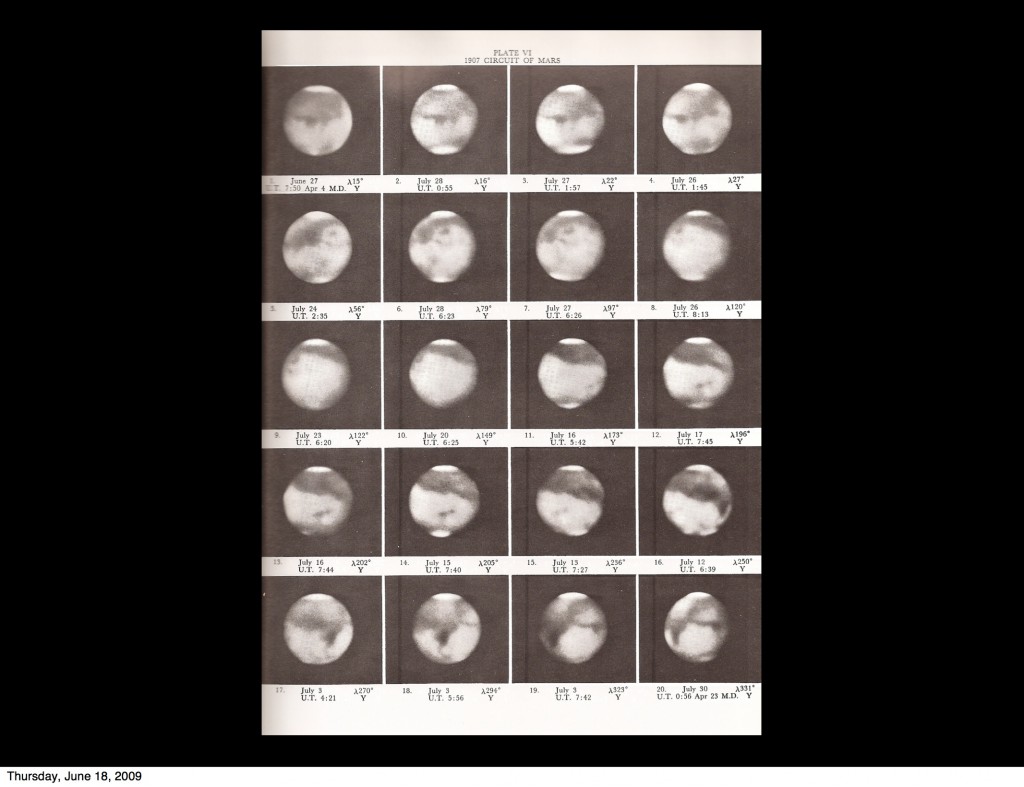 PLATE VI
1907 CIRCUIT OF MARS
1. June 27 λ15°
U.T. 7:50 Apr 4 M.D. Y
2. July 28 λ16°
U.T. 0:55 Y
3. July 27 λ22°
U.T. 1:57 Y
4. July 26 λ27°
U.T. 1:45 Y
5. July 24 λ56°
U.T. 2:35 Y
6. July 28 λ79°
U.T. 6:23 Y
7. July 27 λ97°
U.T. 6:26 Y
8. July 26 λ120°
U.T. 8:13 Y
9. July 23 λ122°
U.T. 6:20 Y
10. July 20 λ149°
U.T. 6:25 Y
11. July 16 λ173°
U.T. 5:42 Y
12. July 17 λ196°
U.T. 7:45 Y
13. July 16 λ202°
U.T. 7:44 Y
14. July 15 λ205°
U.T. 7:40 Y
15. July 13 λ236°
U.T. 7:27 Y
16. July 12 λ250°
U.T. 6:39 Y
17. July 3 λ270°
U.T. 4:21 Y
18. July 3 λ294°
U.T. 5:56 Y
19. July 3 λ323°
U.T. 7:42 Y
20. July 30 λ331°
U.T. 0:56 Apr 23 M.D. Y
Thursday, June 18, 2009